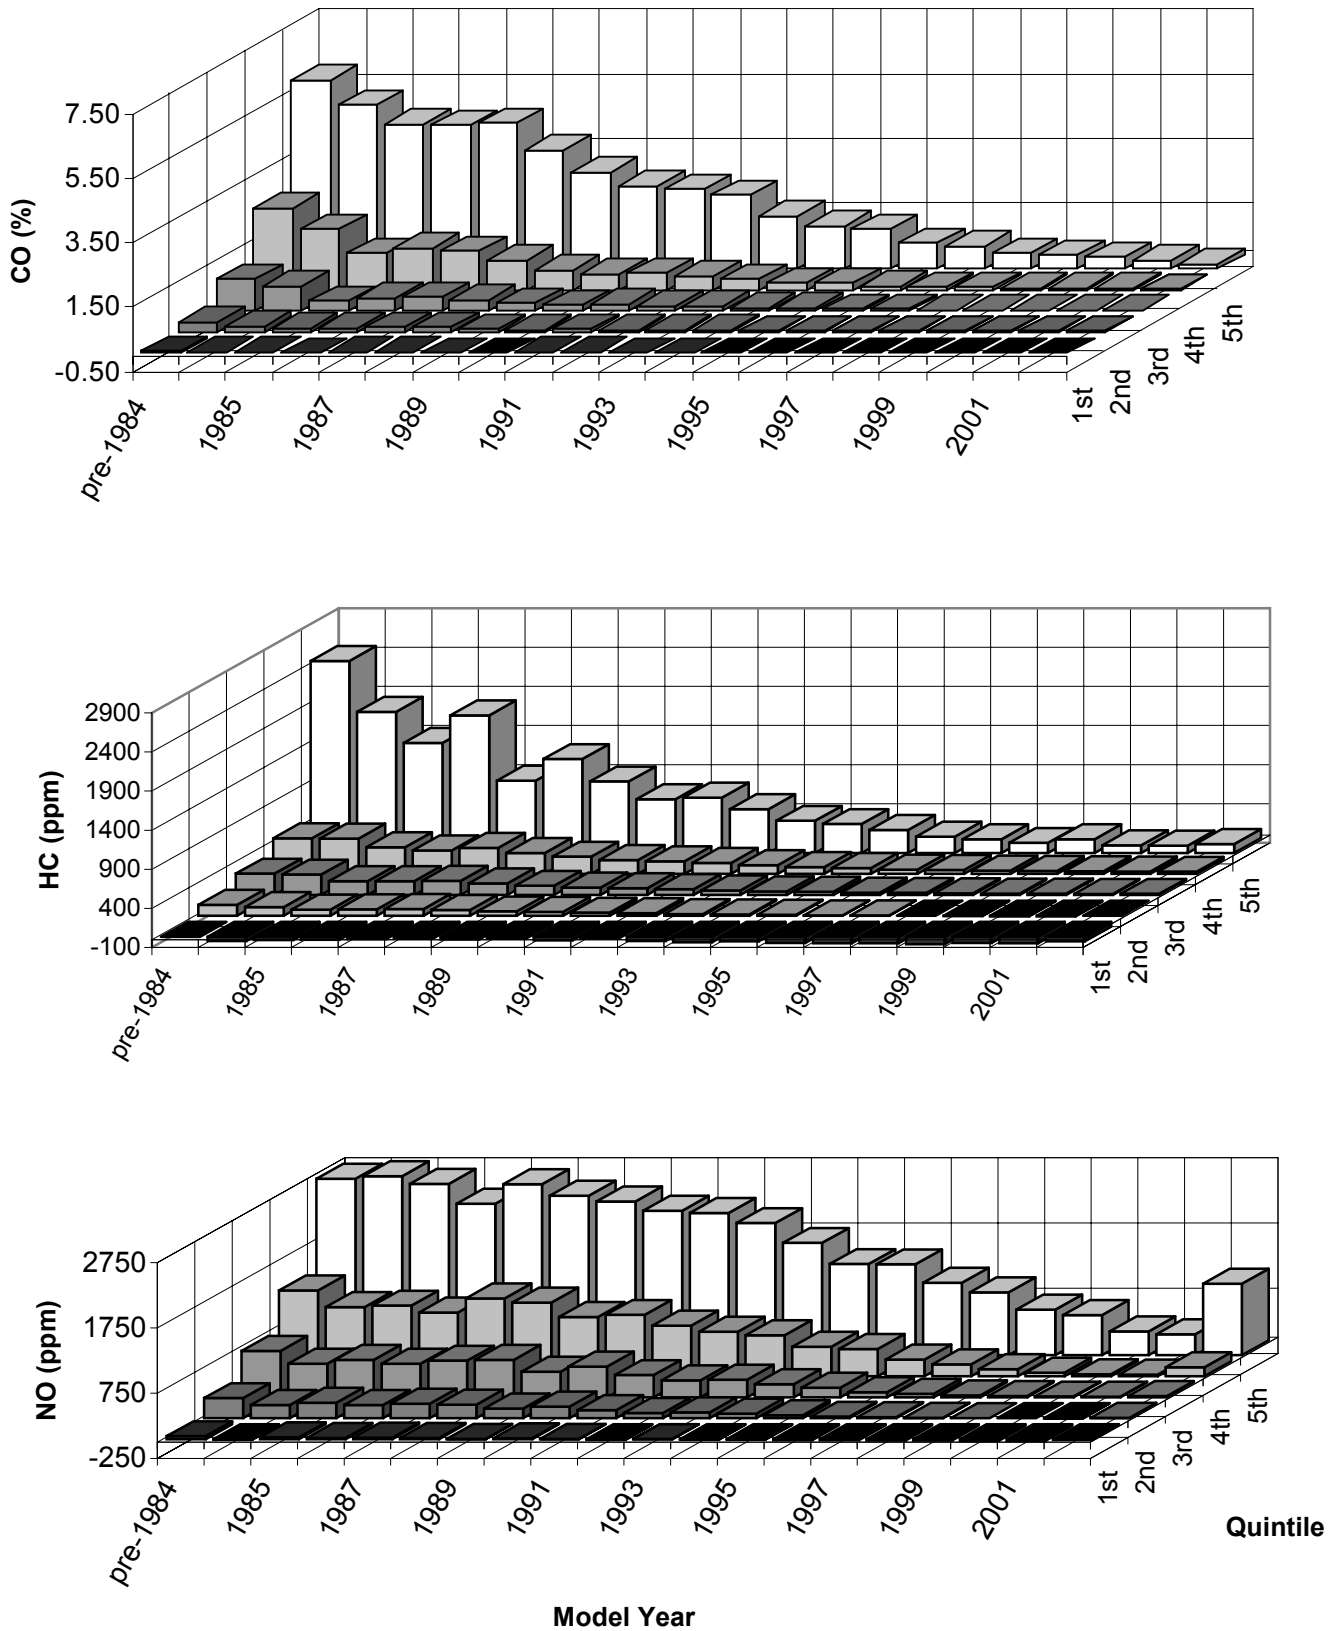 7.50
5.50
3.50
1.50
-0.50
CO (%)
pre-1984
1985
1987
1989
1991
1993
1995
1997
1999
2001
1st
2nd
3rd
4th
5th
2900
2400
1900
1400
900
400
-100
HC (ppm)
pre-1984
1985
1987
1989
1991
1993
1995
1997
1999
2001
1st
2nd
3rd
4th
5th
2750
1750
750
-250
NO (ppm)
pre-1984
1985
1987
1989
1991
1993
1995
1997
1999
2001
1st
2nd
3rd
4th
5th
Quintile
Model Year